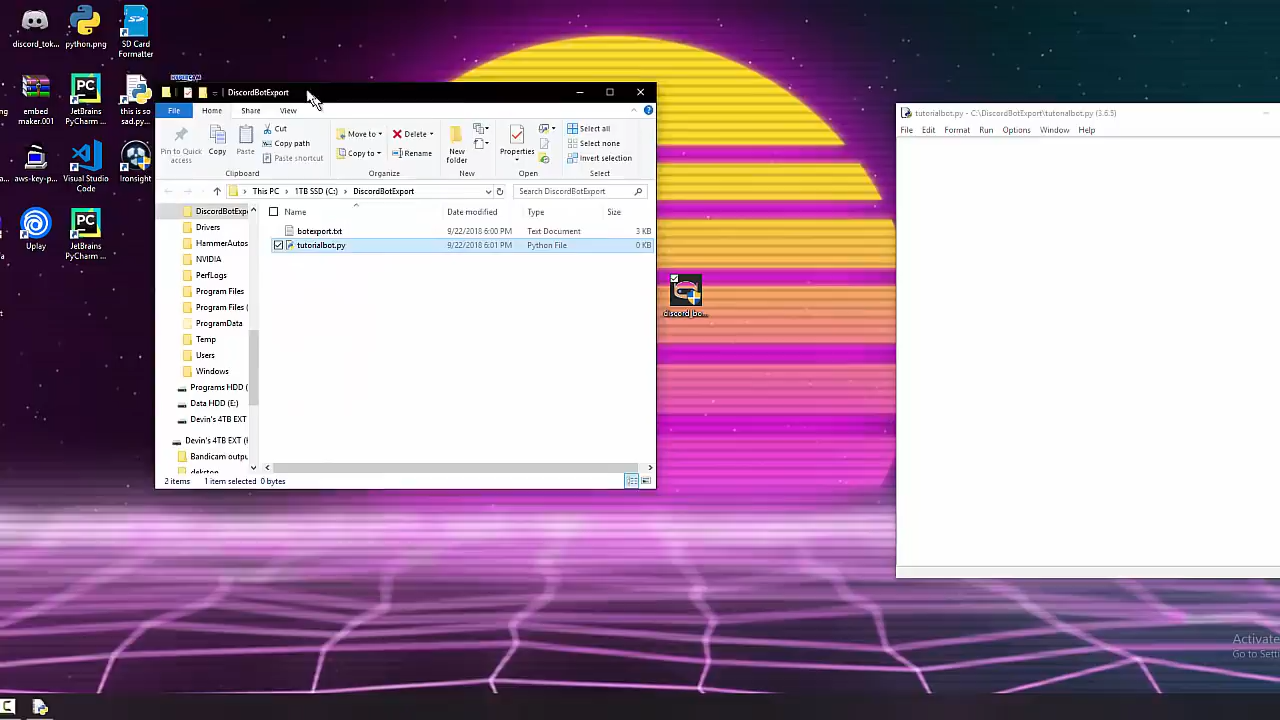 discord_tok...
python.png
SD Card
Formatter
embed
maker.001
JetBrains
PyCharm ...
this is so
sad.py...
aws-key-p...
Visual Studio
Code
Ironsight
Uplay
JetBrains
PyCharm ...
HYPERCAM
DiscordBotExport
File
Home
Share
View
Pin to Quick
access
Copy
Paste
Cut
Copy path
Paste shortcut
Clipboard
Move to
Copy to
Delete
Rename
Organize
New
folder
New
Properties
Open
Select all
Select none
Invert selection
Select
This PC
1TB SSD (C:)
DiscordBotExport
Search DiscordBotExport
DiscordBotExp
Drivers
HammerAutos
NVIDIA
PerfLogs
Program Files
Program Files (
ProgramData
Temp
Users
Windows
Programs HDD (
Data HDD (E:)
Devin's 4TB EXT
Devin's 4TB EXT (
Bandicam outpu
Name
Date modified
Type
Size
botexport.txt
9/22/2018 6:00 PM
Text Document
3 KB
tutorialbot.py
9/22/2018 6:01 PM
Python File
0 KB
2 items
1 item selected 0 bytes
discord_bo...
tutorialbot.py - C:\DiscordBotExport\tutorialbot.py (3.6.5)
File Edit Format Run Options Window Help
Activate
Go to Setti